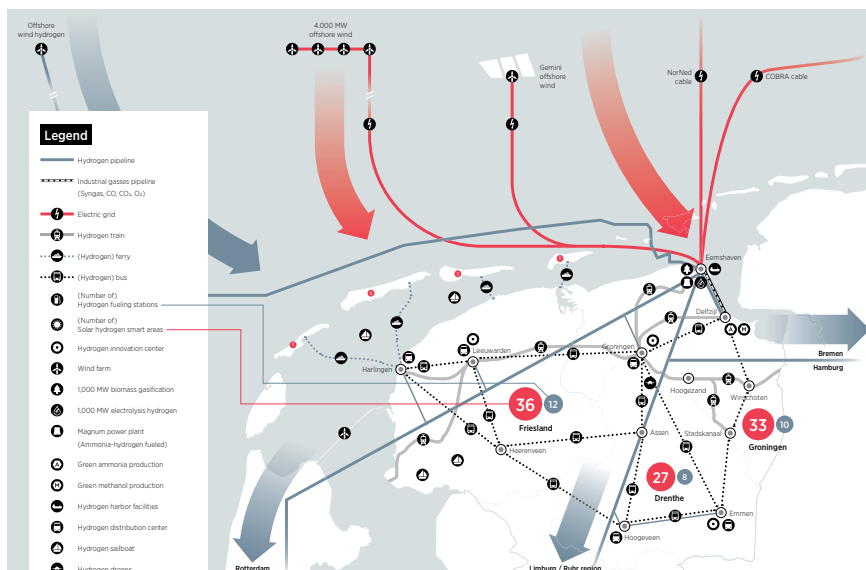 Offshore
wind hydrogen
4.000 MW
offshore wind
Gemini
offshore
wind
NorNed
cable
COBRA cable
Legend
Hydrogen pipeline
Industrial gasses pipeline
(Syngas, CO, CO₂, O₂)
Electric grid
Hydrogen train
(Hydrogen) ferry
(Hydrogen) bus
(Number of)
Hydrogen fueling stations
(Number of)
Solar hydrogen smart areas
Hydrogen innovation center
Wind farm
1,000 MW biomass gasification
1,000 MW electrolysis hydrogen
Magnum power plant
(Ammonia-hydrogen fueled)
Green ammonia production
Green methanol production
Hydrogen harbor facilities
Hydrogen distribution center
Hydrogen sailboat
Hydrogen drones
Eemshaven
Delfzijl
Groningen
Leeuwarden
Harlingen
Bremen
Hamburg
Hoogezand
Winschoten
36
12
Friesland
33
10
Groningen
Stadskanaal
Assen
Heerenveen
27
8
Drenthe
Emmen
Hoogeveen
Rotterdam
Limburg / Ruhr region